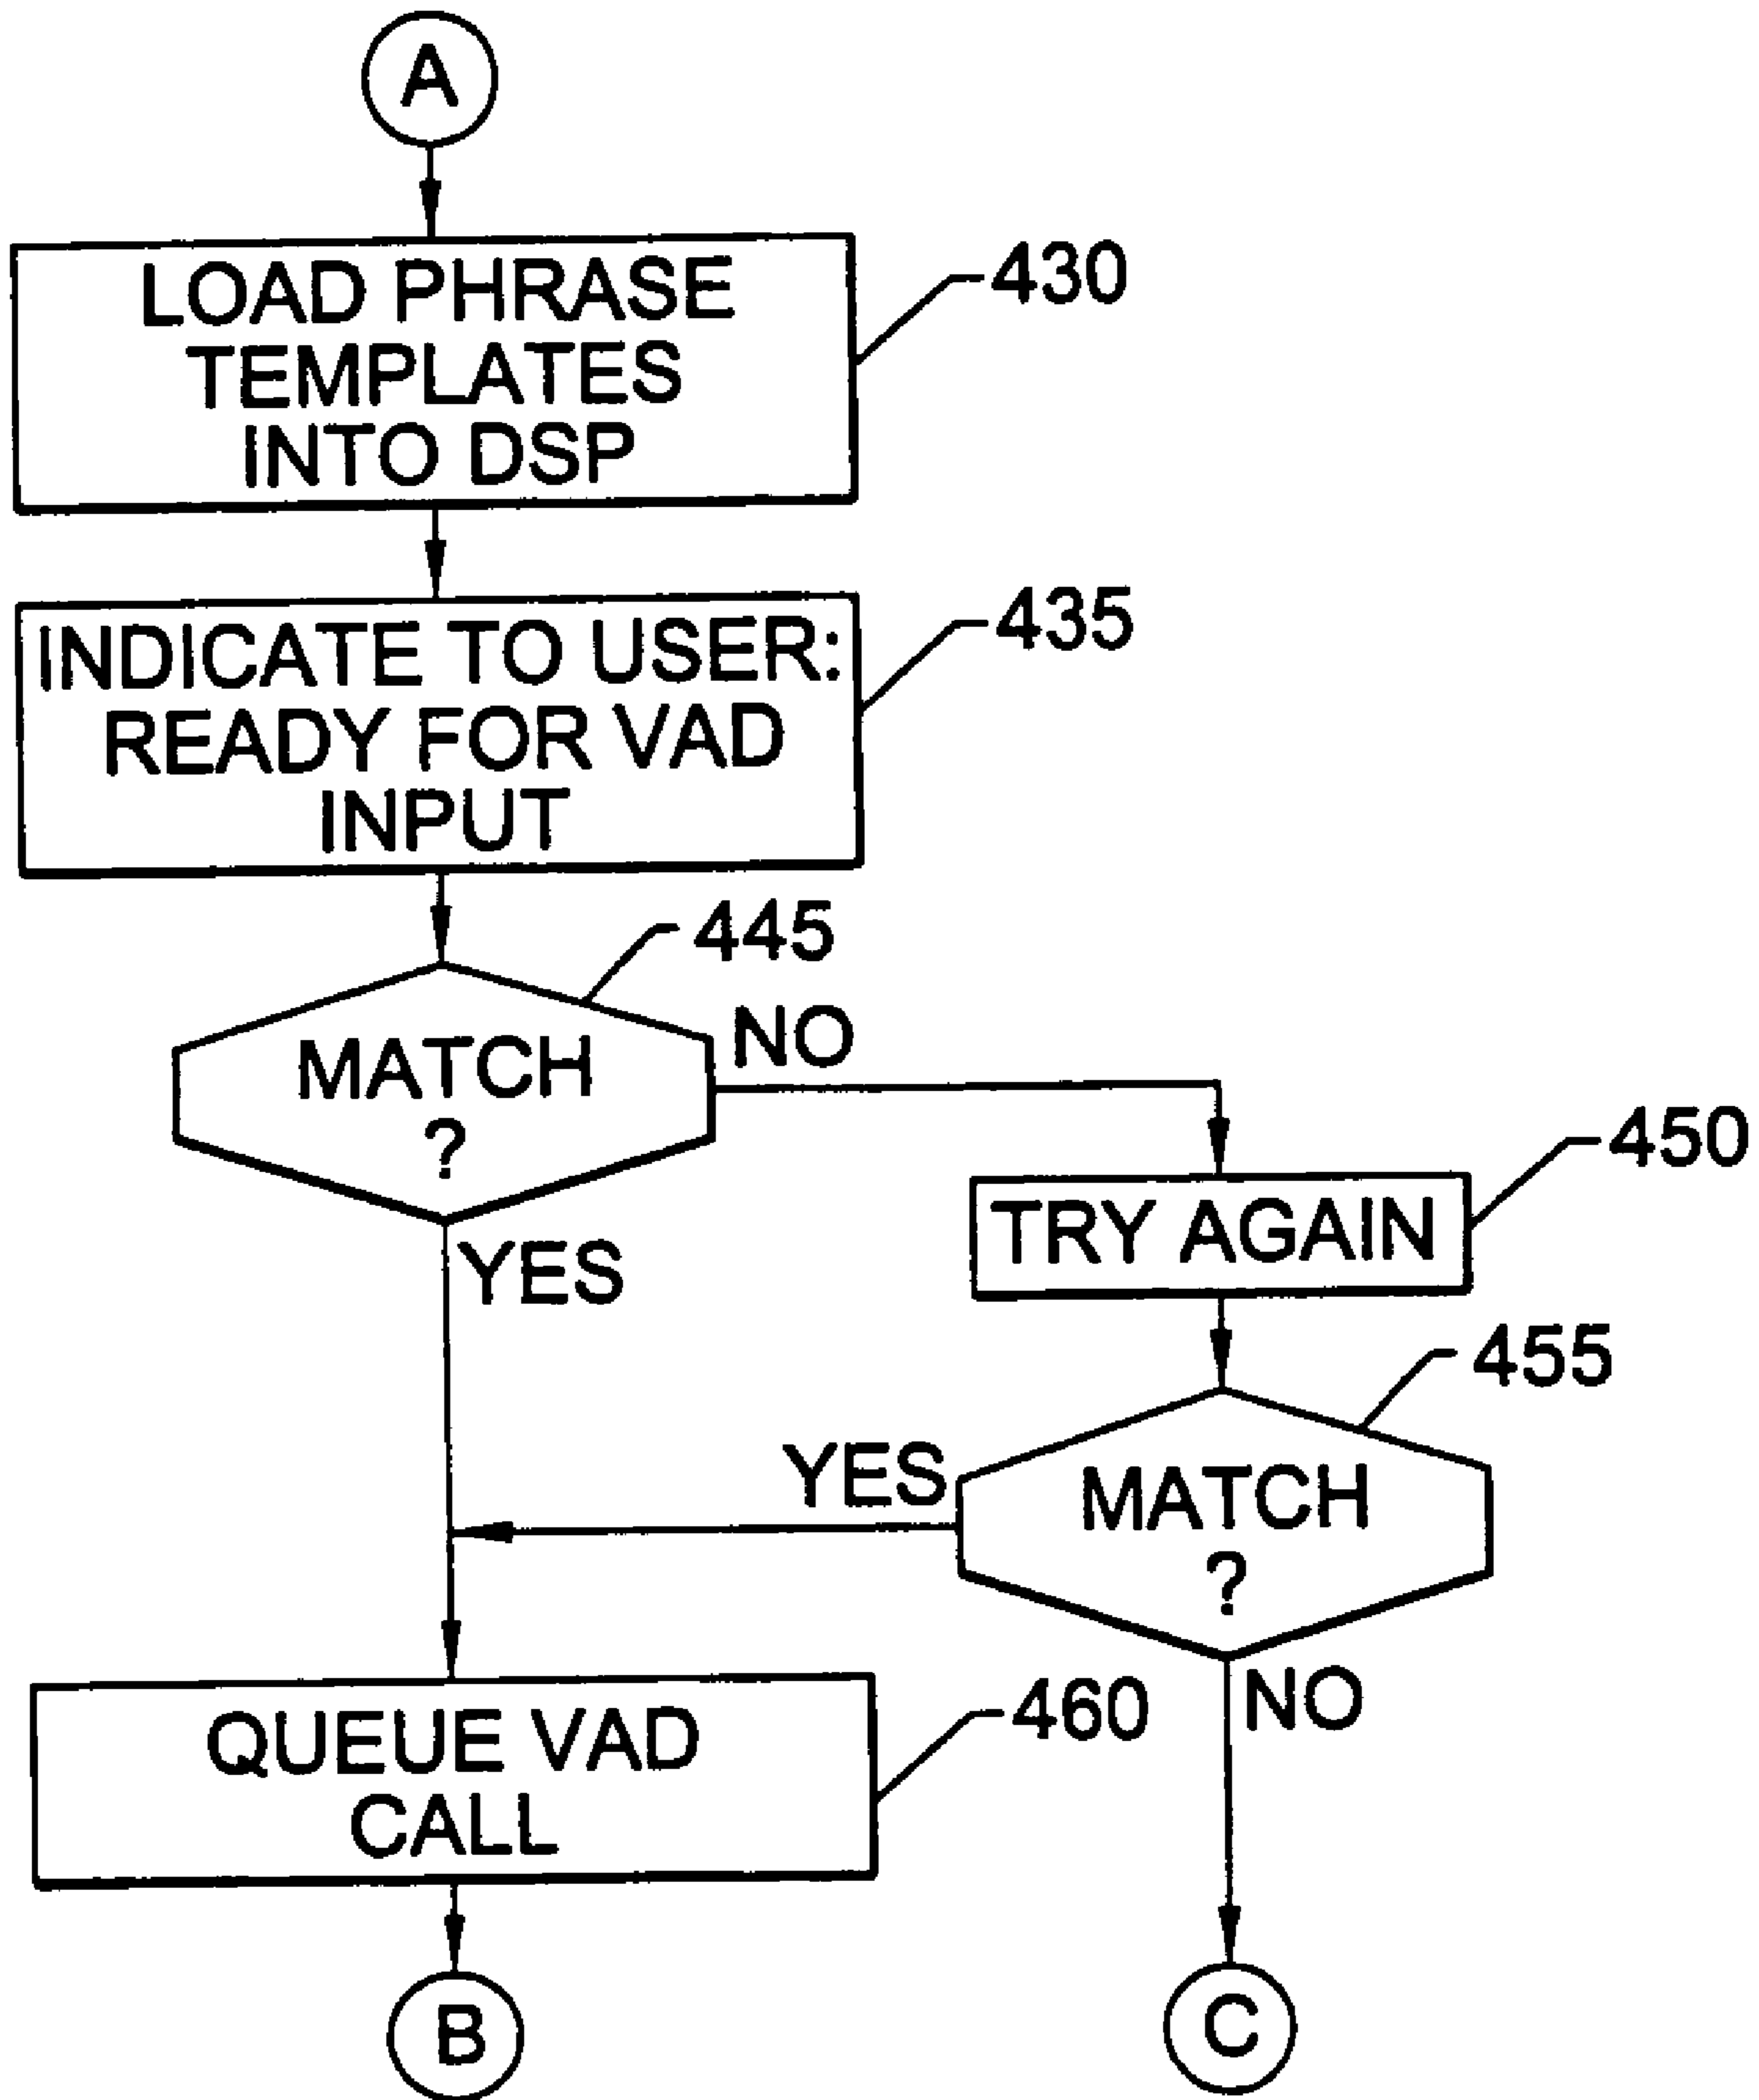 A
LOAD PHRASE
TEMPLATES
INTO DSP
430
INDICATE TO USER:
READY FOR VAD
INPUT
435
445
MATCH
?
NO
YES
450
TRY AGAIN
455
MATCH
?
YES
NO
QUEUE VAD
CALL
460
B
C